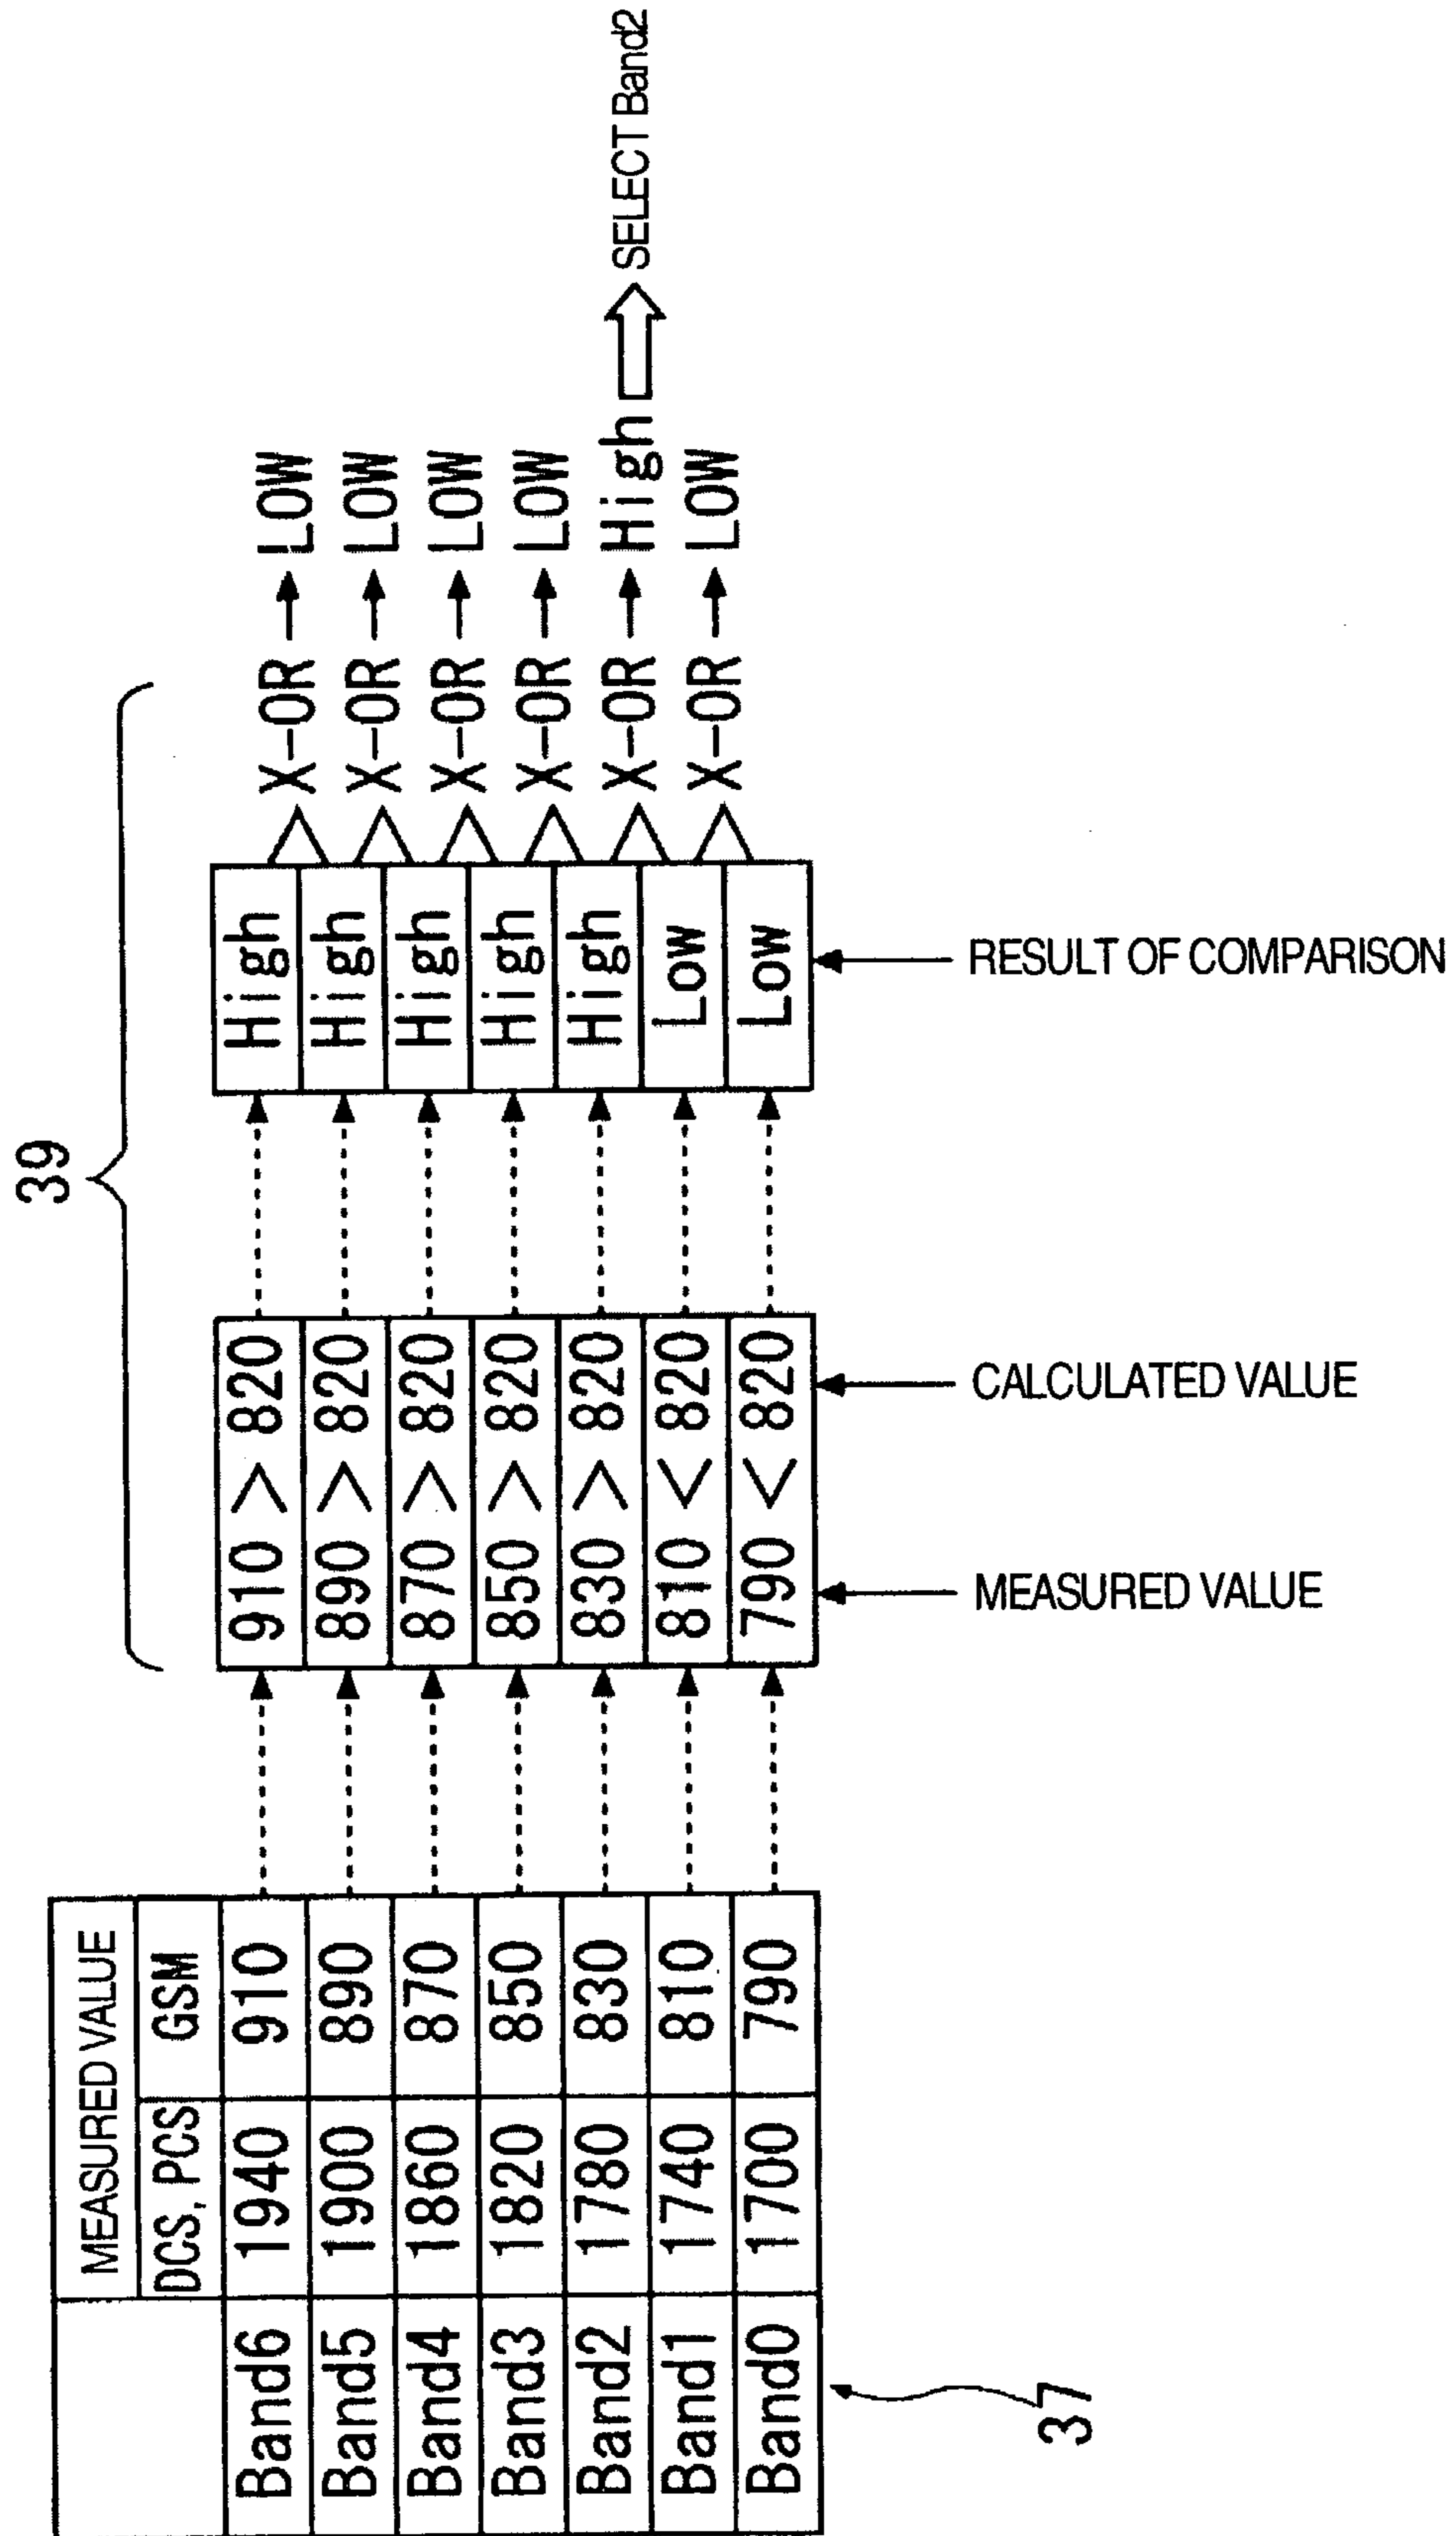 39
MEASURED VALUE
DCS, PCS GSM
Band6 1940 910 910 > 820 High X-OR LOW
Band5 1900 890 890 > 820 High X-OR LOW
Band4 1860 870 870 > 820 High X-OR LOW
Band3 1820 850 850 > 820 High X-OR LOW
Band2 1780 830 830 > 820 High X-OR High SELECT Band2
Band1 1740 810 810 < 820 Low X-OR LOW
Band0 1700 790 790 < 820 Low
37
MEASURED VALUE
CALCULATED VALUE
RESULT OF COMPARISON